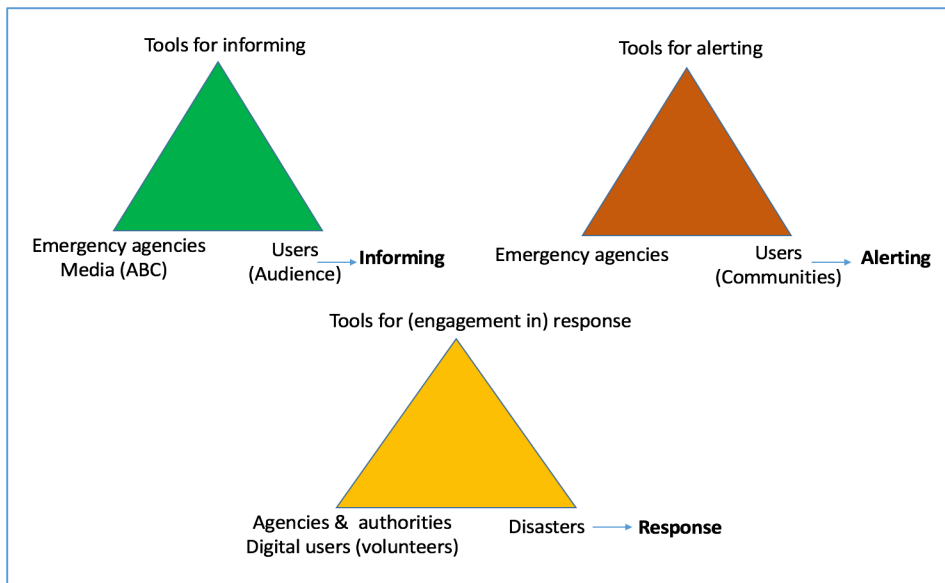 Tools for informing
Emergency agencies
Media (ABC)
Users
(Audience)
Informing
Tools for alerting
Emergency agencies
Users
(Communities)
Alerting
Tools for (engagement in) response
Agencies & authorities
Digital users (volunteers)
Disasters
Response